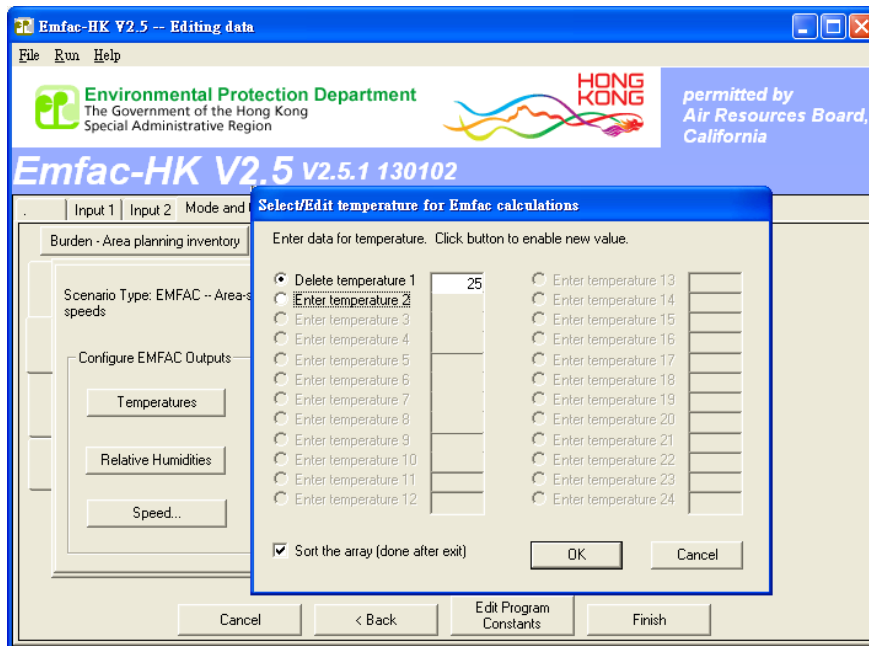 Emfac-HK V2.5 -- Editing data
File Run Help
Environmental Protection Department
The Government of the Hong Kong
Special Administrative Region
HONG
KONG
permitted by
Air Resources Board,
California
Emfac-HK V2.5 V2.5.1 130102
. Input 1 Input 2 Mode and
Burden - Area planning inventory
Scenario Type: EMFAC -- Area-s
speeds
Configure EMFAC Outputs
Temperatures
Relative Humidities
Speed...
Select/Edit temperature for Emfac calculations
Enter data for temperature. Click button to enable new value.
Delete temperature 1 25
Enter temperature 2
Enter temperature 3
Enter temperature 4
Enter temperature 5
Enter temperature 6
Enter temperature 7
Enter temperature 8
Enter temperature 9
Enter temperature 10
Enter temperature 11
Enter temperature 12
Enter temperature 13
Enter temperature 14
Enter temperature 15
Enter temperature 16
Enter temperature 17
Enter temperature 18
Enter temperature 19
Enter temperature 20
Enter temperature 21
Enter temperature 22
Enter temperature 23
Enter temperature 24
Sort the array (done after exit)
OK Cancel
Cancel < Back Edit Program
Constants Finish